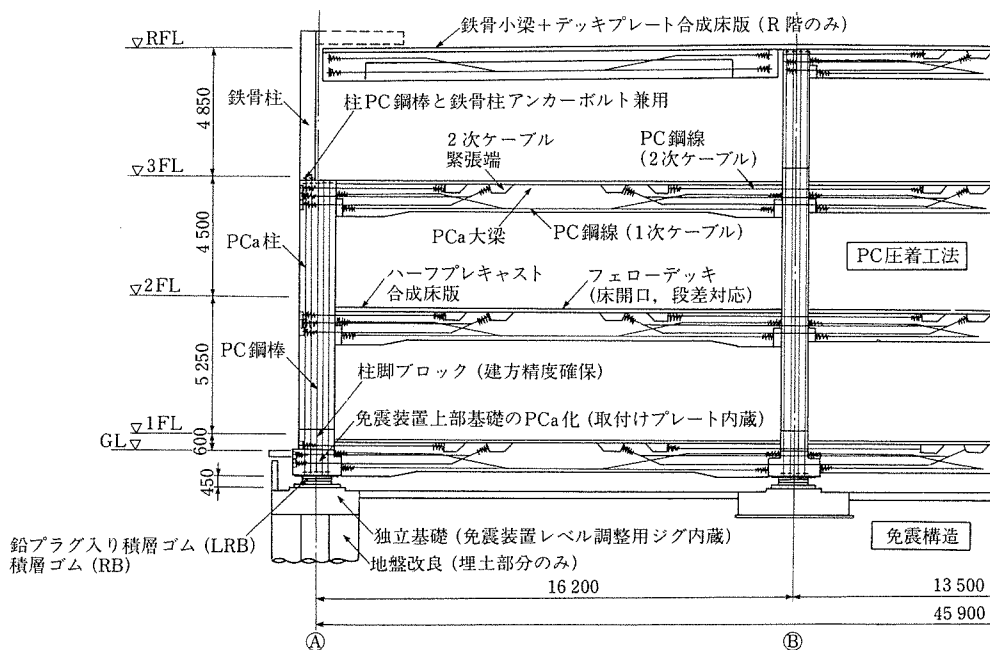 鉄骨小梁+デッキプレート合成床版 (R階のみ)
RFL
鉄骨柱
4 850
柱PC鋼棒と鉄骨柱アンカーボルト兼用
2次ケーブル
緊張端
PC鋼線
(2次ケーブル)
3FL
PCa大梁
PC鋼線 (1次ケーブル)
PCa柱
4 500
PC圧着工法
ハーフプレキャスト
合成床版
フェローデッキ
(床開口, 段差対応)
2FL
PC鋼棒
5 250
柱脚ブロック (建方精度確保)
免震装置上部基礎のPCa化 (取付けプレート内蔵)
1FL
GL
600
450
独立基礎 (免震装置レベル調整用ジグ内蔵)
免震構造
鉛プラグ入り積層ゴム (LRB)
積層ゴム (RB)
地盤改良 (埋土部分のみ)
16 200
13 500
45 900
Ⓐ
Ⓑ